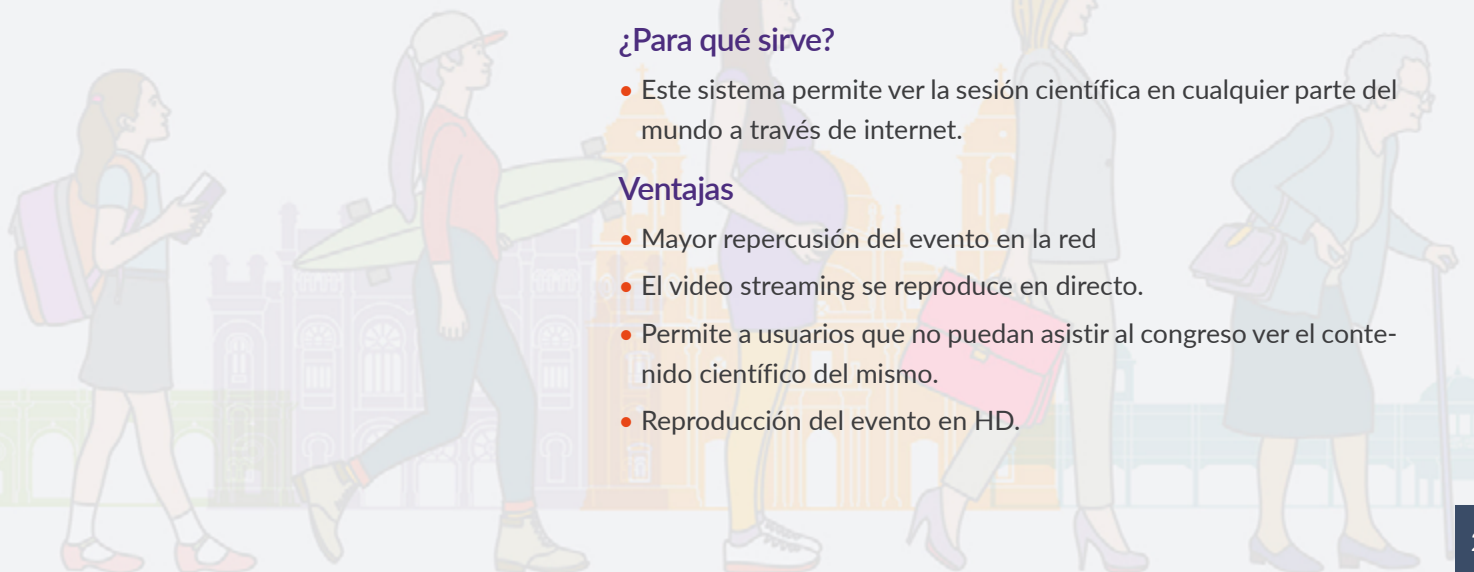 ¿Para qué sirve?
• Este sistema permite ver la sesión científica en cualquier parte del
mundo a través de internet.
Ventajas
• Mayor repercusión del evento en la red
• El video streaming se reproduce en directo.
• Permite a usuarios que no puedan asistir al congreso ver el conte-
nido científico del mismo.
• Reproducción del evento en HD.